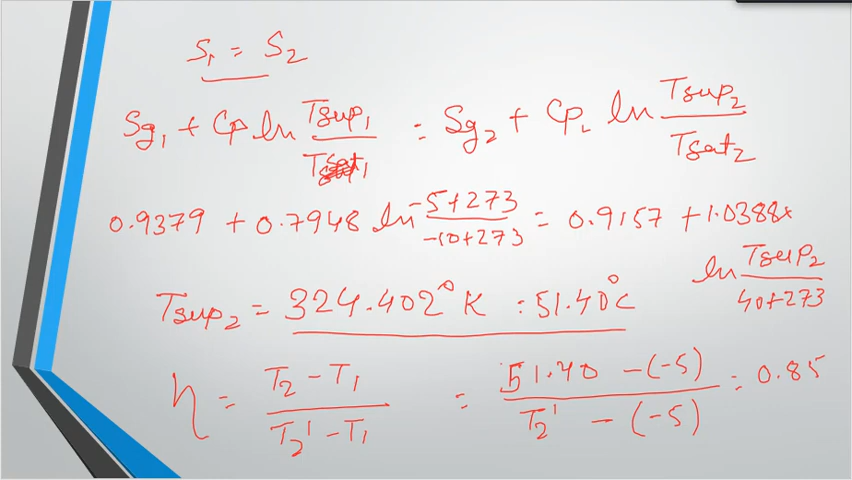 S₁ = S₂
Sg₁ + Cp ln Tsup₁/Tsat₁ = Sg₂ + CP₂ ln Tsup₂/Tsat₂
0.9379 + 0.7948 ln -5+273/-10+273 = 0.9157 + 1.0388×
ln Tsup₂/40+273
Tsup₂ = 324.402°K = 51.40°C
η = T₂ - T₁/T₂' - T₁ = 51.40 - (-5)/T₂' - (-5) = 0.85